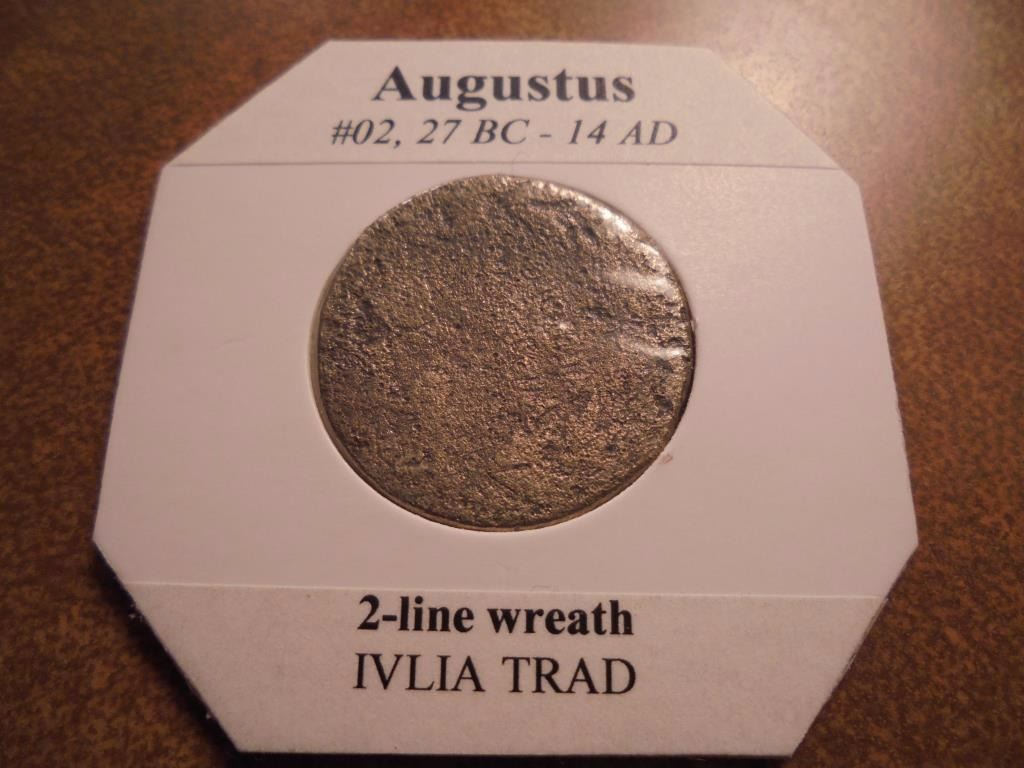 Augustus
#02, 27 BC - 14 AD
2-line wreath
IVLIA TRAD